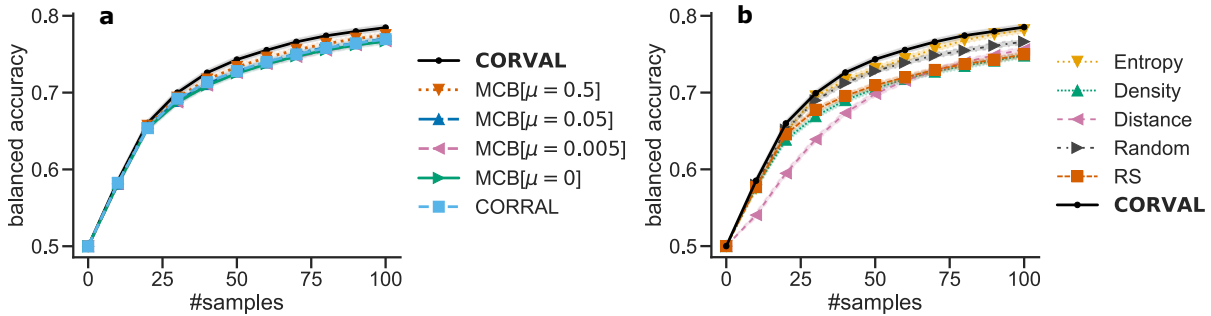 a
0.8
0.7
0.6
0.5
balanced accuracy
0
25
50
75
100
#samples
CORVAL
MCB[μ = 0.5]
MCB[μ = 0.05]
MCB[μ = 0.005]
MCB[μ = 0]
CORRAL
b
0.8
0.7
0.6
0.5
balanced accuracy
0
25
50
75
100
#samples
Entropy
Density
Distance
Random
RS
CORVAL